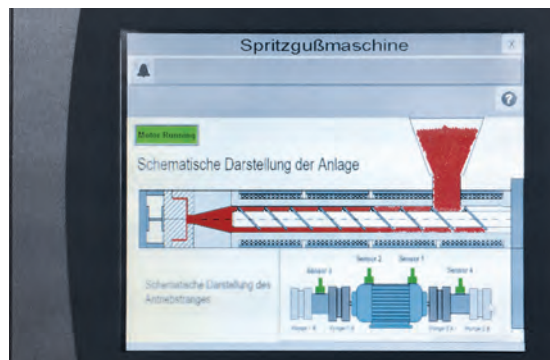 Spritzgußmaschine
X
?
Motor Running
Schematische Darstellung der Anlage
Sensor 3
Sensor 2
Sensor 1
Sensor 4
Schematische Darstellung des
Antriebstranges